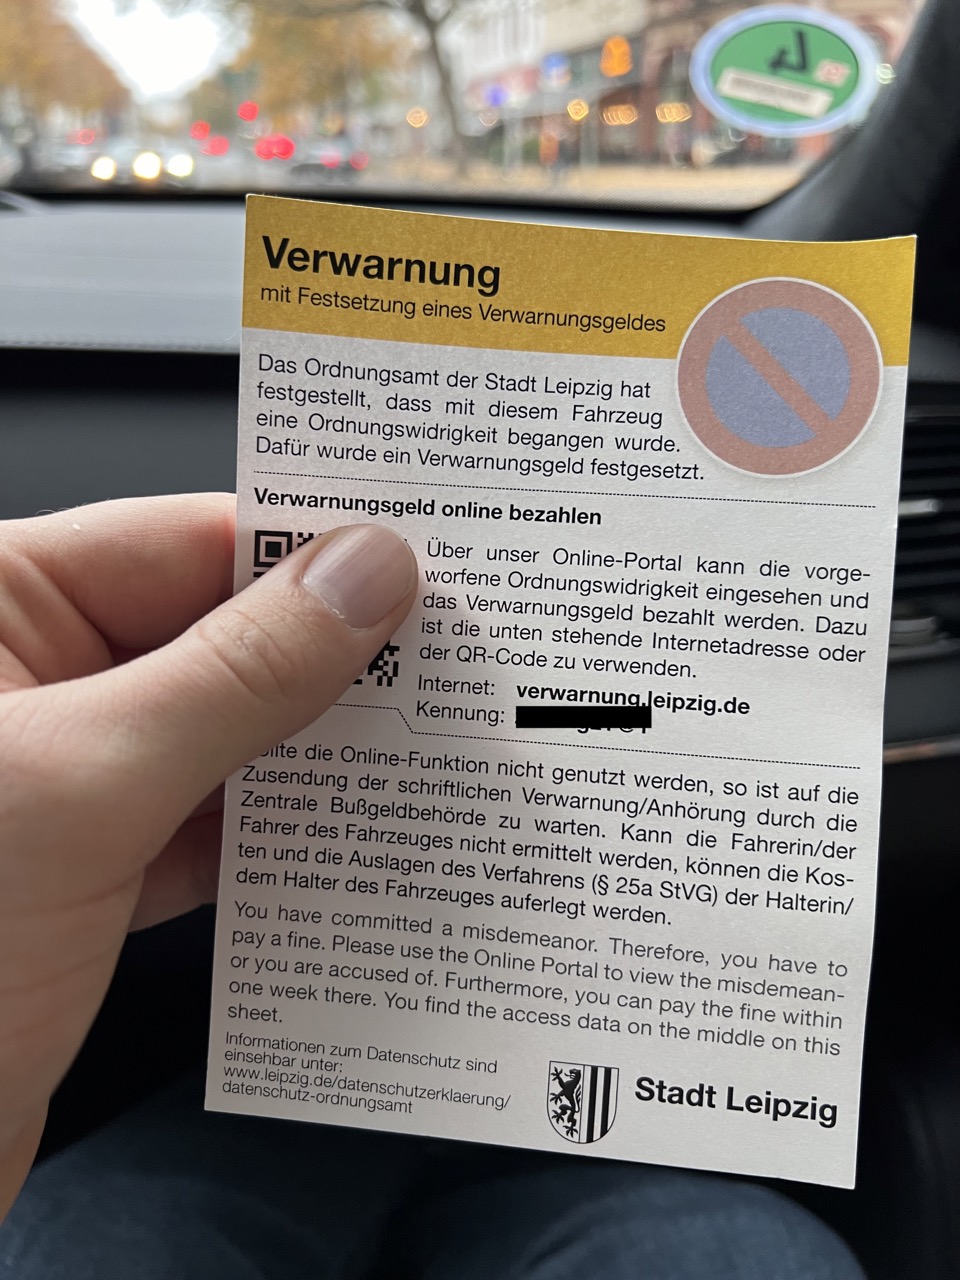 Verwarnung
mit Festsetzung eines Verwarnungsgeldes
Das Ordnungsamt der Stadt Leipzig hat
festgestellt, dass mit diesem Fahrzeug
eine Ordnungswidrigkeit begangen wurde.
Dafür wurde ein Verwarnungsgeld festgesetzt.
Verwarnungsgeld online bezahlen
Über unser Online-Portal kann die vorge-
worfene Ordnungswidrigkeit eingesehen und
das Verwarnungsgeld bezahlt werden. Dazu
ist die unten stehende Internetadresse oder
der QR-Code zu verwenden.
Internet: verwarnung.leipzig.de
Kennung:
die Online-Funktion nicht genutzt werden, so ist auf die
Zusendung der schriftlichen Verwarnung/Anhörung durch die
Zentrale Bußgeldbehörde zu warten. Kann die Fahrerin/der
Fahrer des Fahrzeuges nicht ermittelt werden, können die Kos-
ten und die Auslagen des Verfahrens (§ 25a StVG) der Halterin/
dem Halter des Fahrzeuges auferlegt werden.
You have committed a misdemeanor. Therefore, you have to
pay a fine. Please use the Online Portal to view the misdemean-
or you are accused of. Furthermore, you can pay the fine within
one week there. You find the access data on the middle on this
sheet.
Informationen zum Datenschutz sind
einsehbar unter:
www.leipzig.de/datenschutzerklaerung/
datenschutz-ordnungsamt
Stadt Leipzig